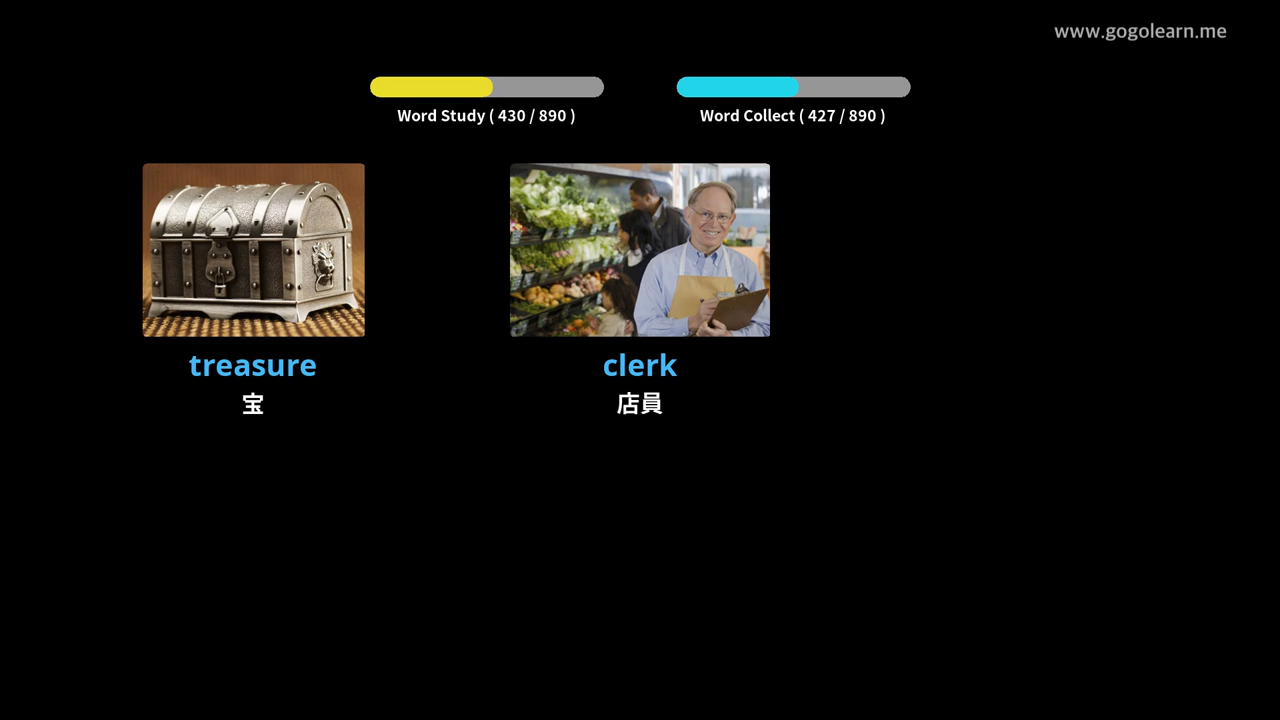 www.gogolearn.me
Word Study ( 430 / 890 )
Word Collect ( 427 / 890 )
treasure
宝
clerk
店員